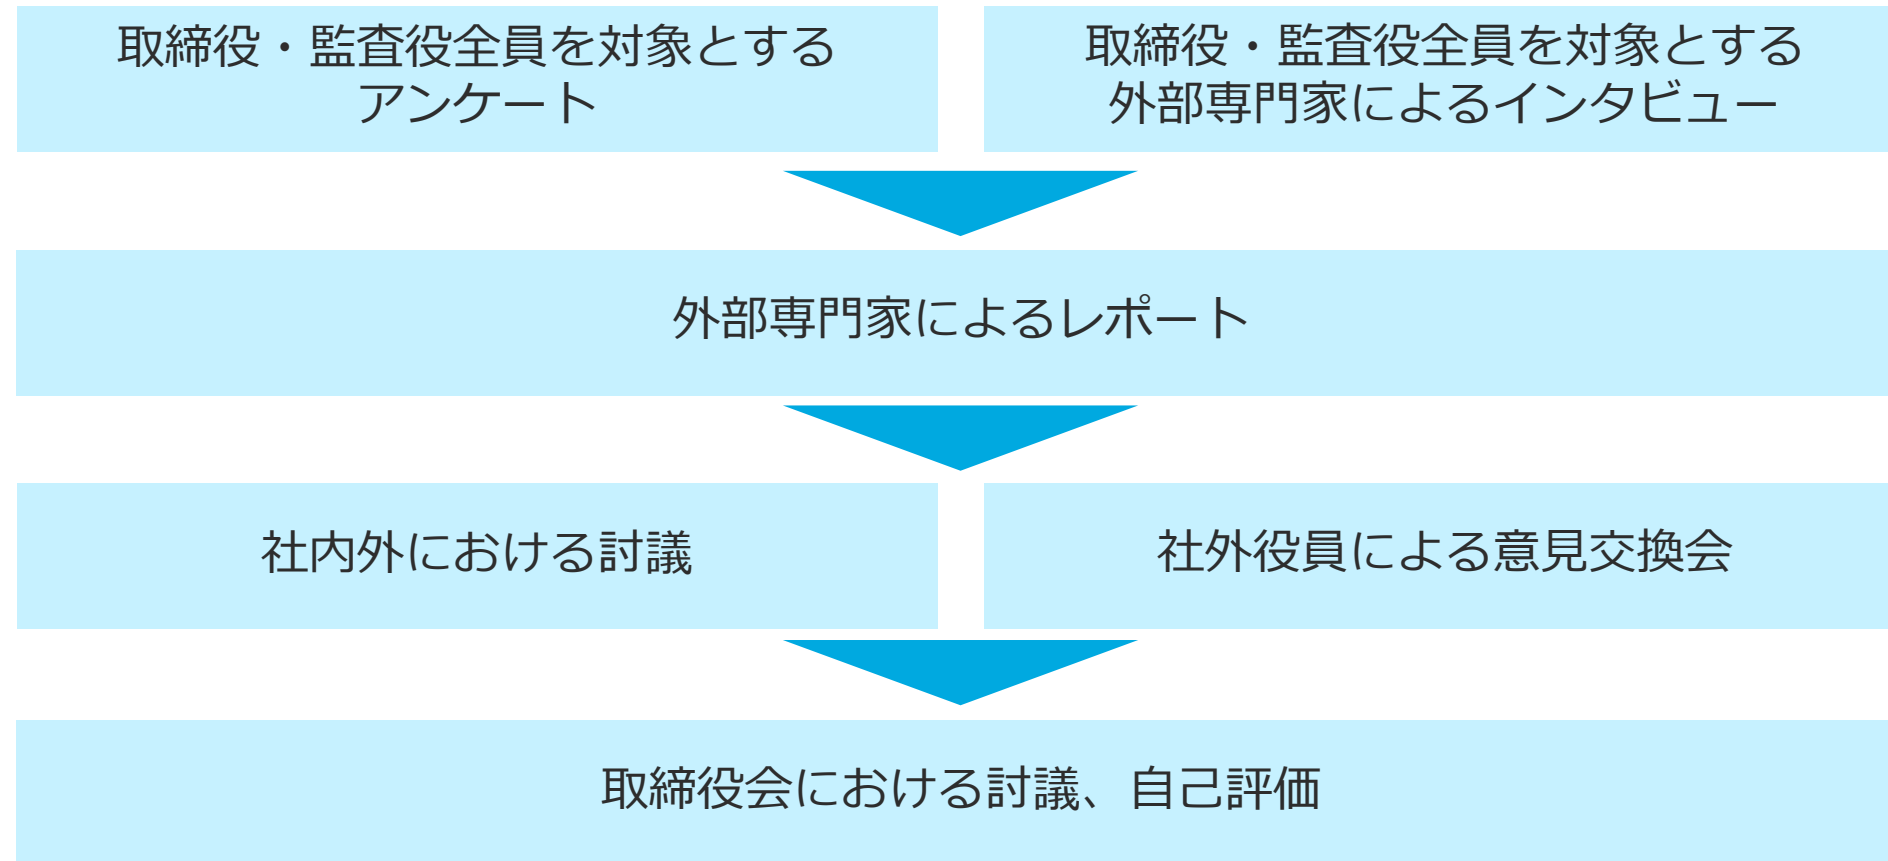 取締役・監査役全員を対象とする
アンケート
取締役・監査役全員を対象とする
外部専門家によるインタビュー
外部専門家によるレポート
社内外における討議
社外役員による意見交換会
取締役会における討議、自己評価